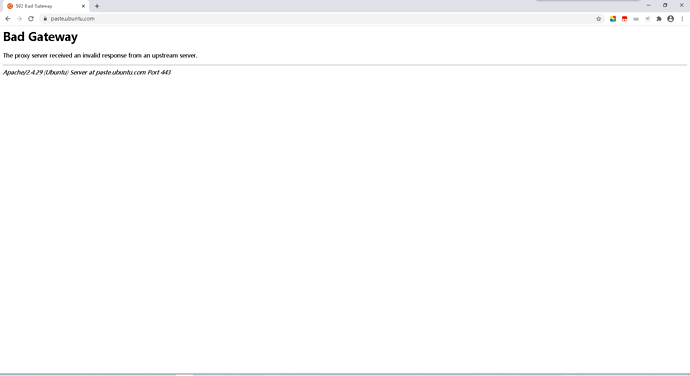 502 Bad Gateway
paste.ubuntu.com
Bad Gateway
The proxy server received an invalid response from an upstream server.
Apache/2.4.29 (Ubuntu) Server at paste.ubuntu.com Port 443